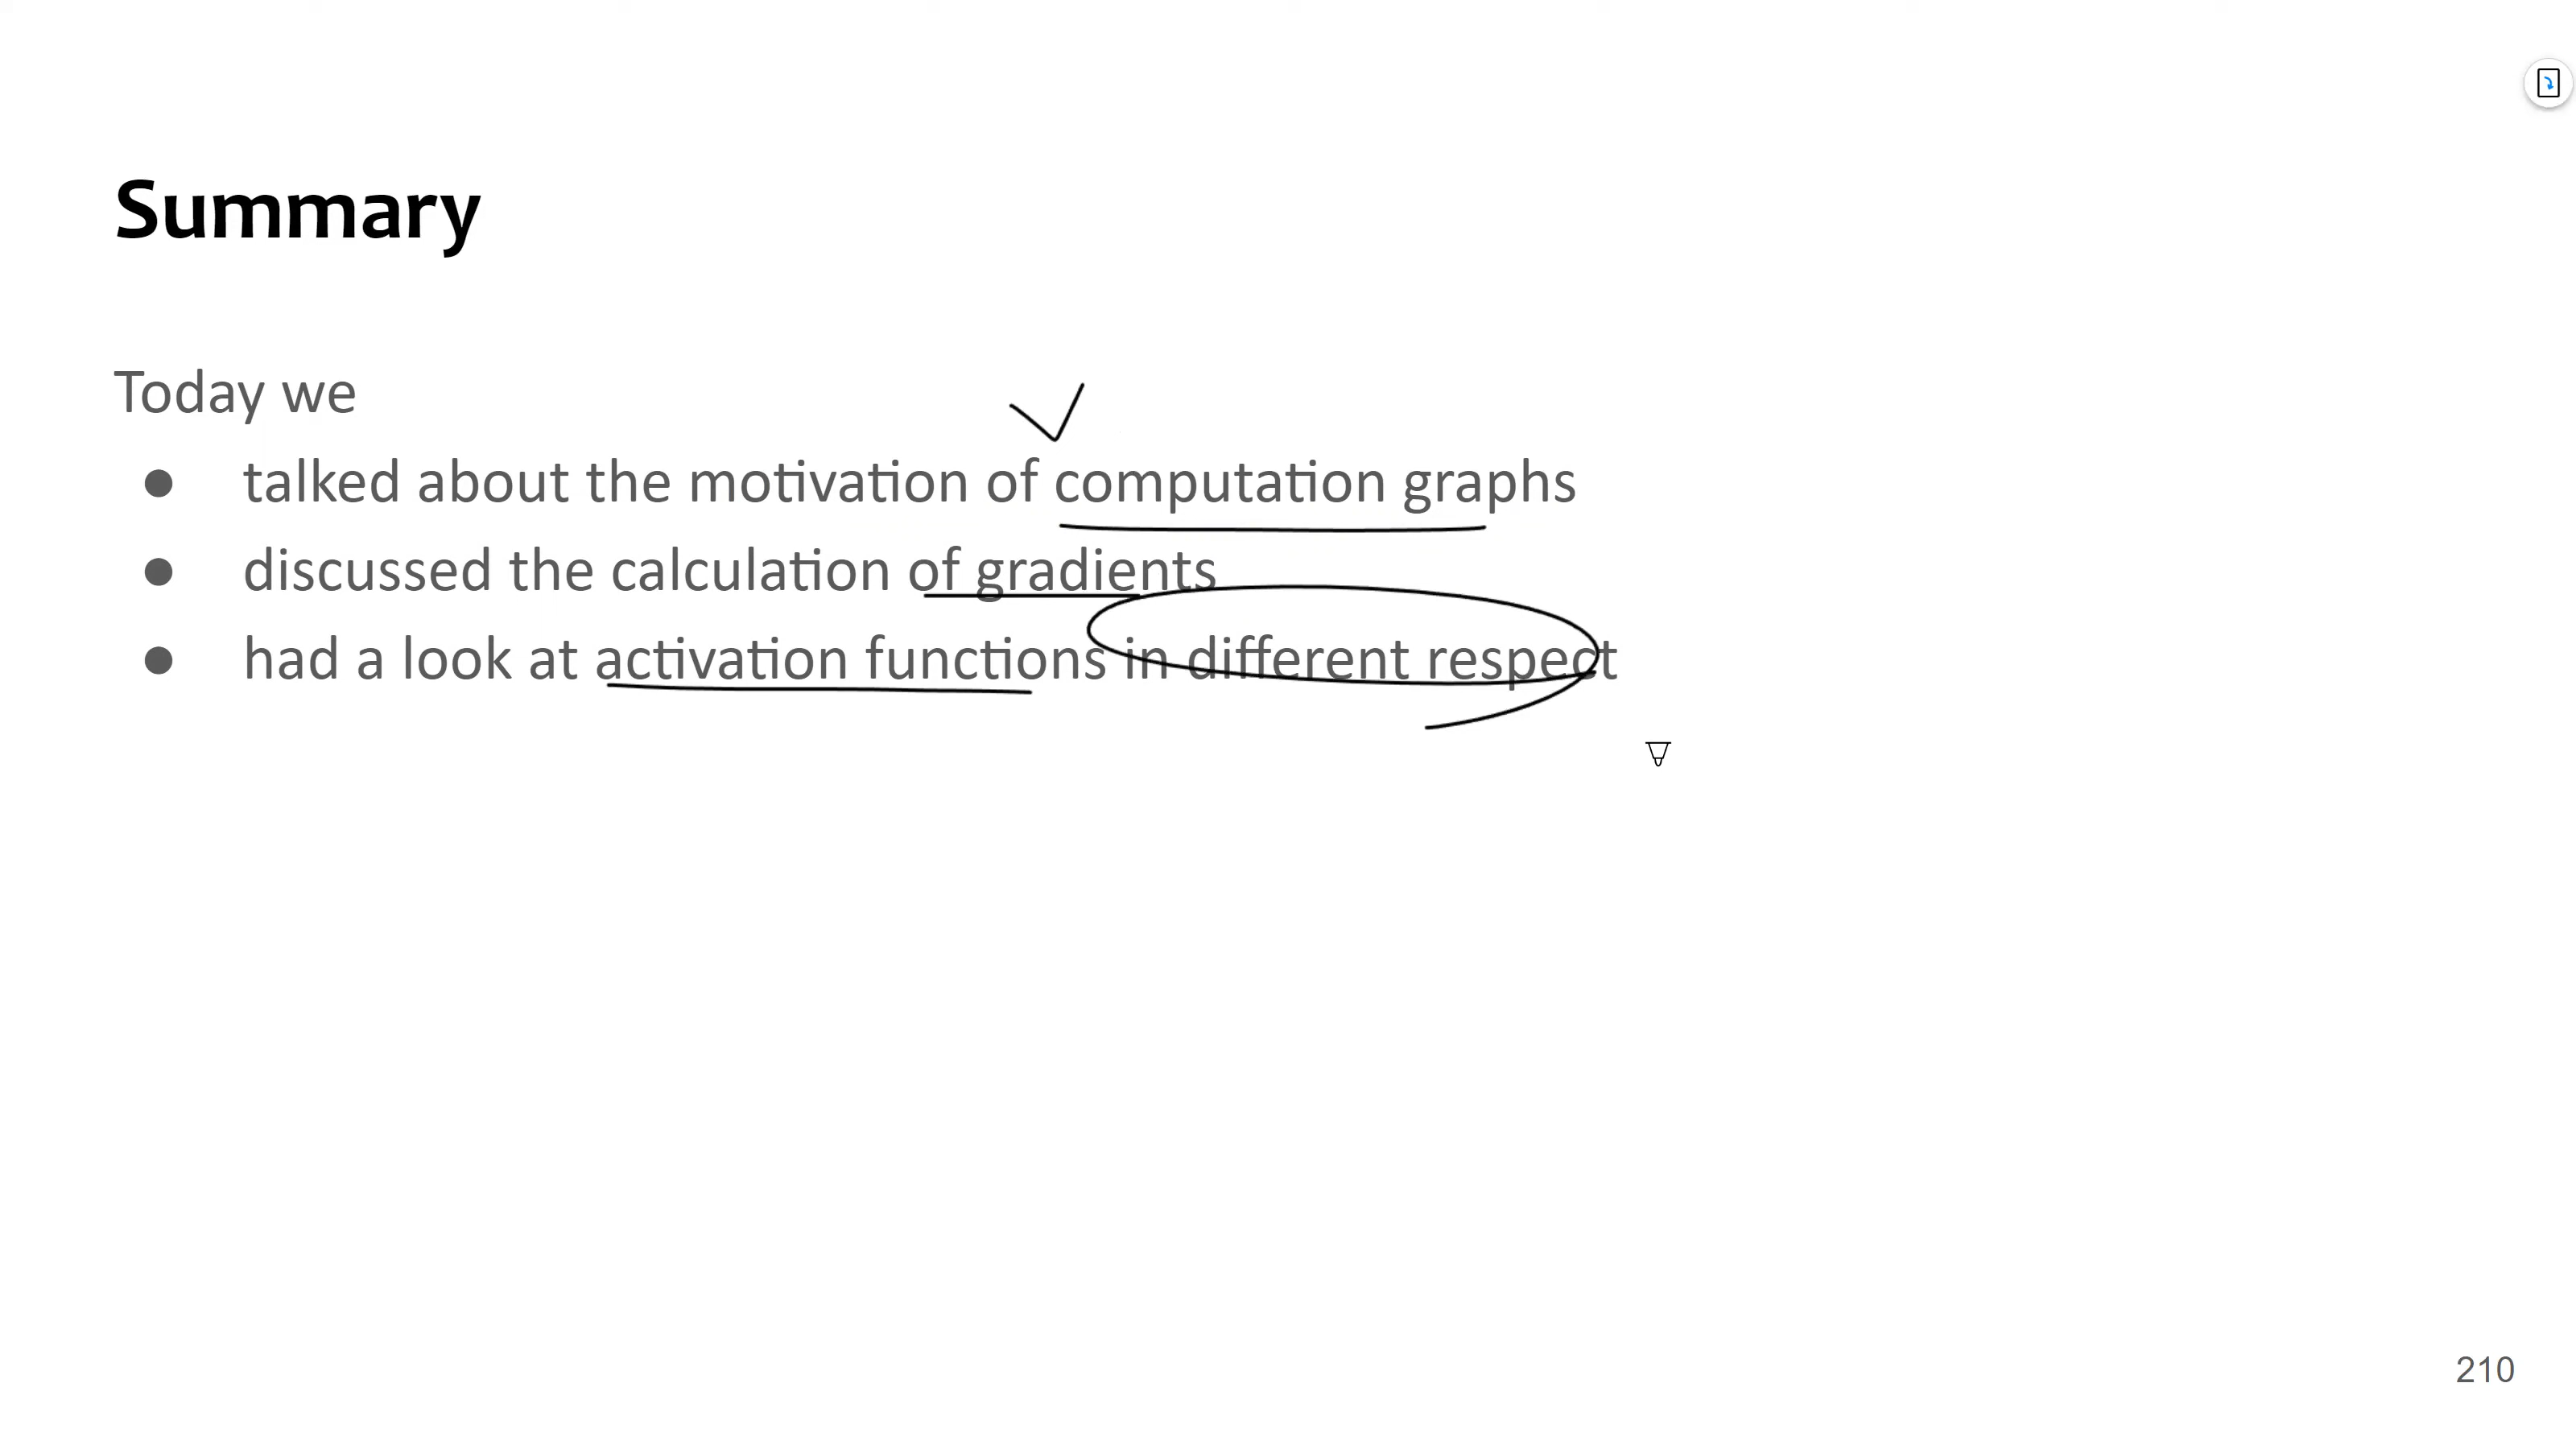 Summary
Today we
● talked about the motivation of computation graphs
● discussed the calculation of gradients
● had a look at activation functions in different respect
210